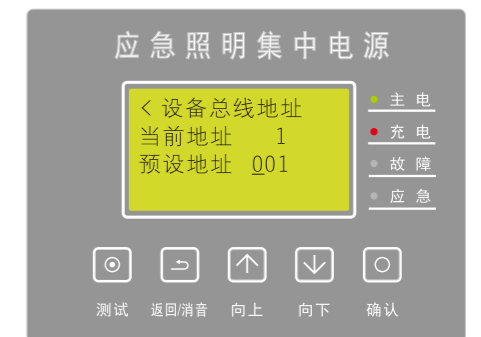 应急照明集中电源
< 设备总线地址
当前地址 1
预设地址 001
主电
充电
故障
应急
测试 返回/消音 向上 向下 确认